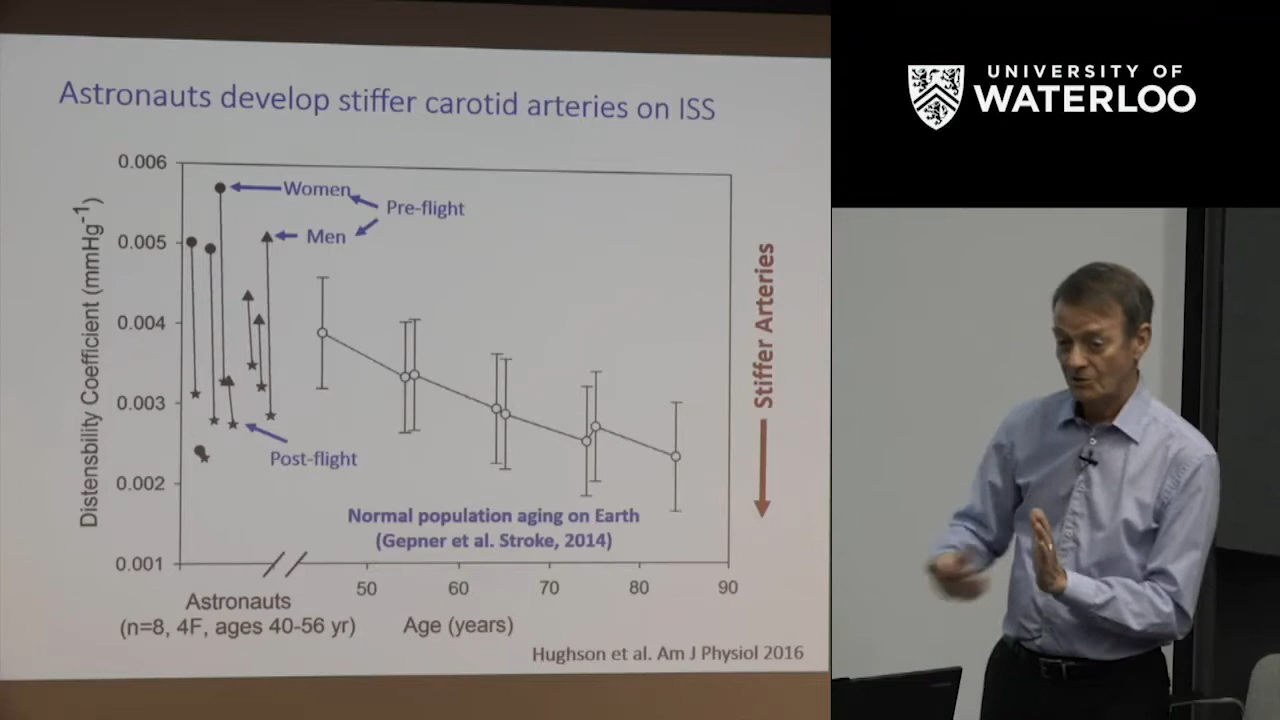 Astronauts develop stiffer carotid arteries on ISS
0.006
0.005
0.004
0.003
0.002
0.001
Distensbility Coefficient (mmHg-1)
Women
Pre-flight
Men
Post-flight
Stiffer Arteries
Normal population aging on Earth
(Gepner et al. Stroke, 2014)
50 60 70 80 90
Astronauts
(n=8, 4F, ages 40-56 yr)
Age (years)
Hughson et al. Am J Physiol 2016
UNIVERSITY OF
WATERLOO